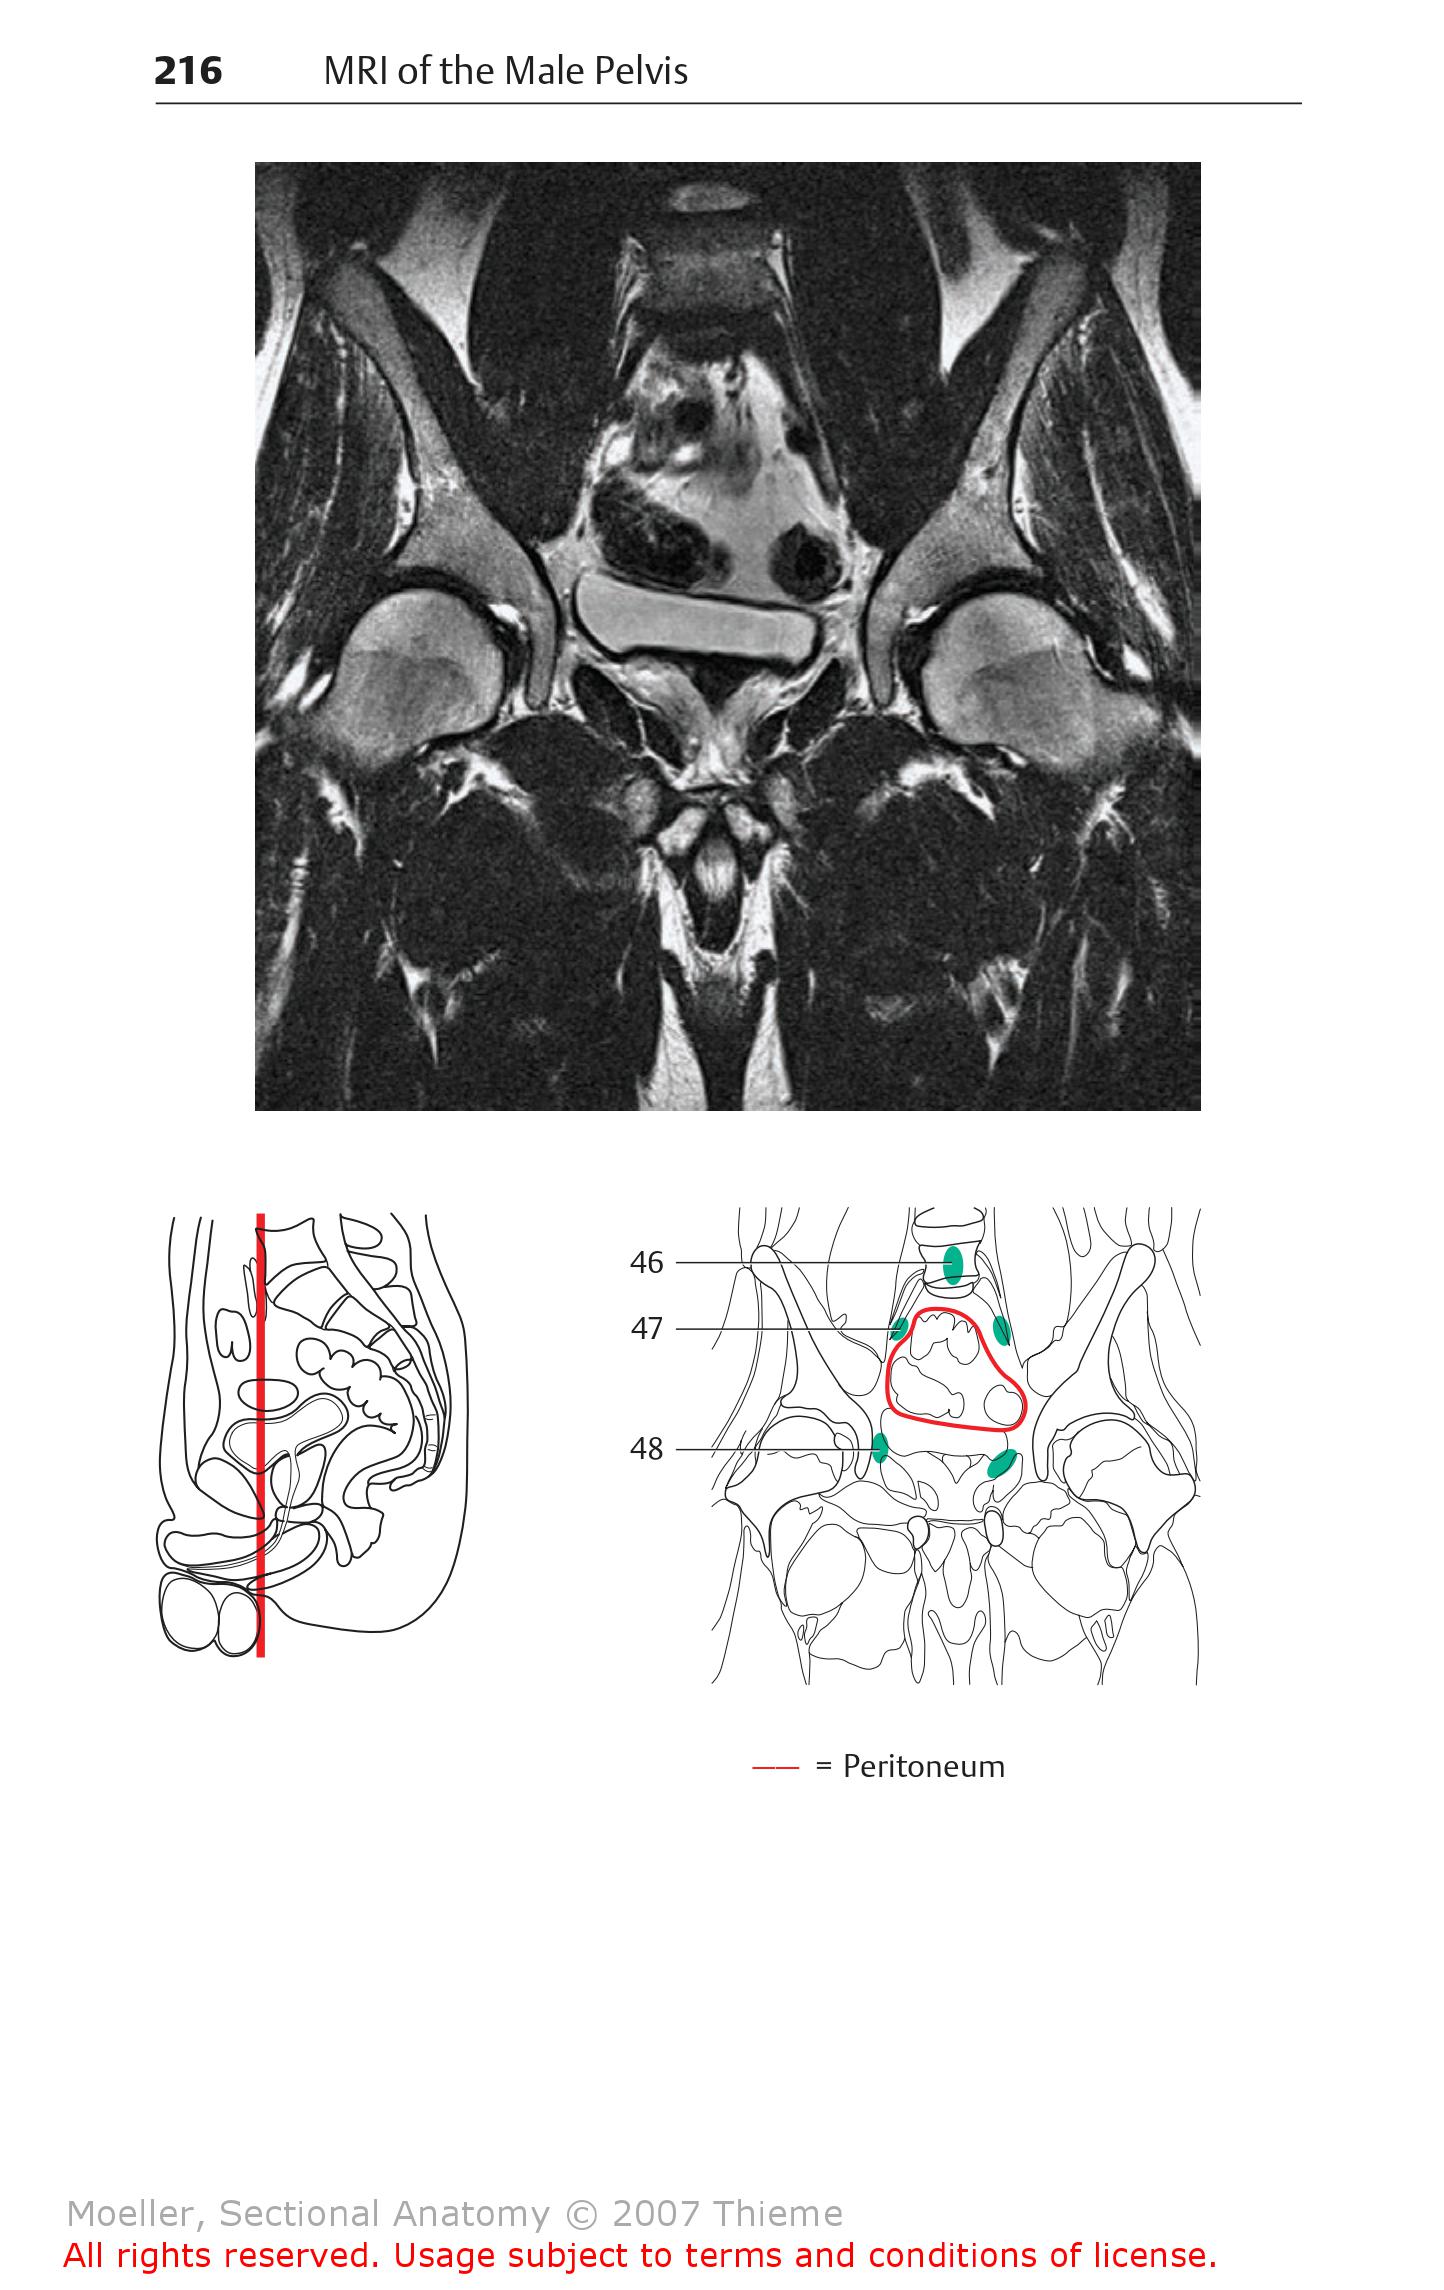 216 MRI of the Male Pelvis
46
47
48
—— = Peritoneum
Moeller, Sectional Anatomy © 2007 Thieme
All rights reserved. Usage subject to terms and conditions of license.